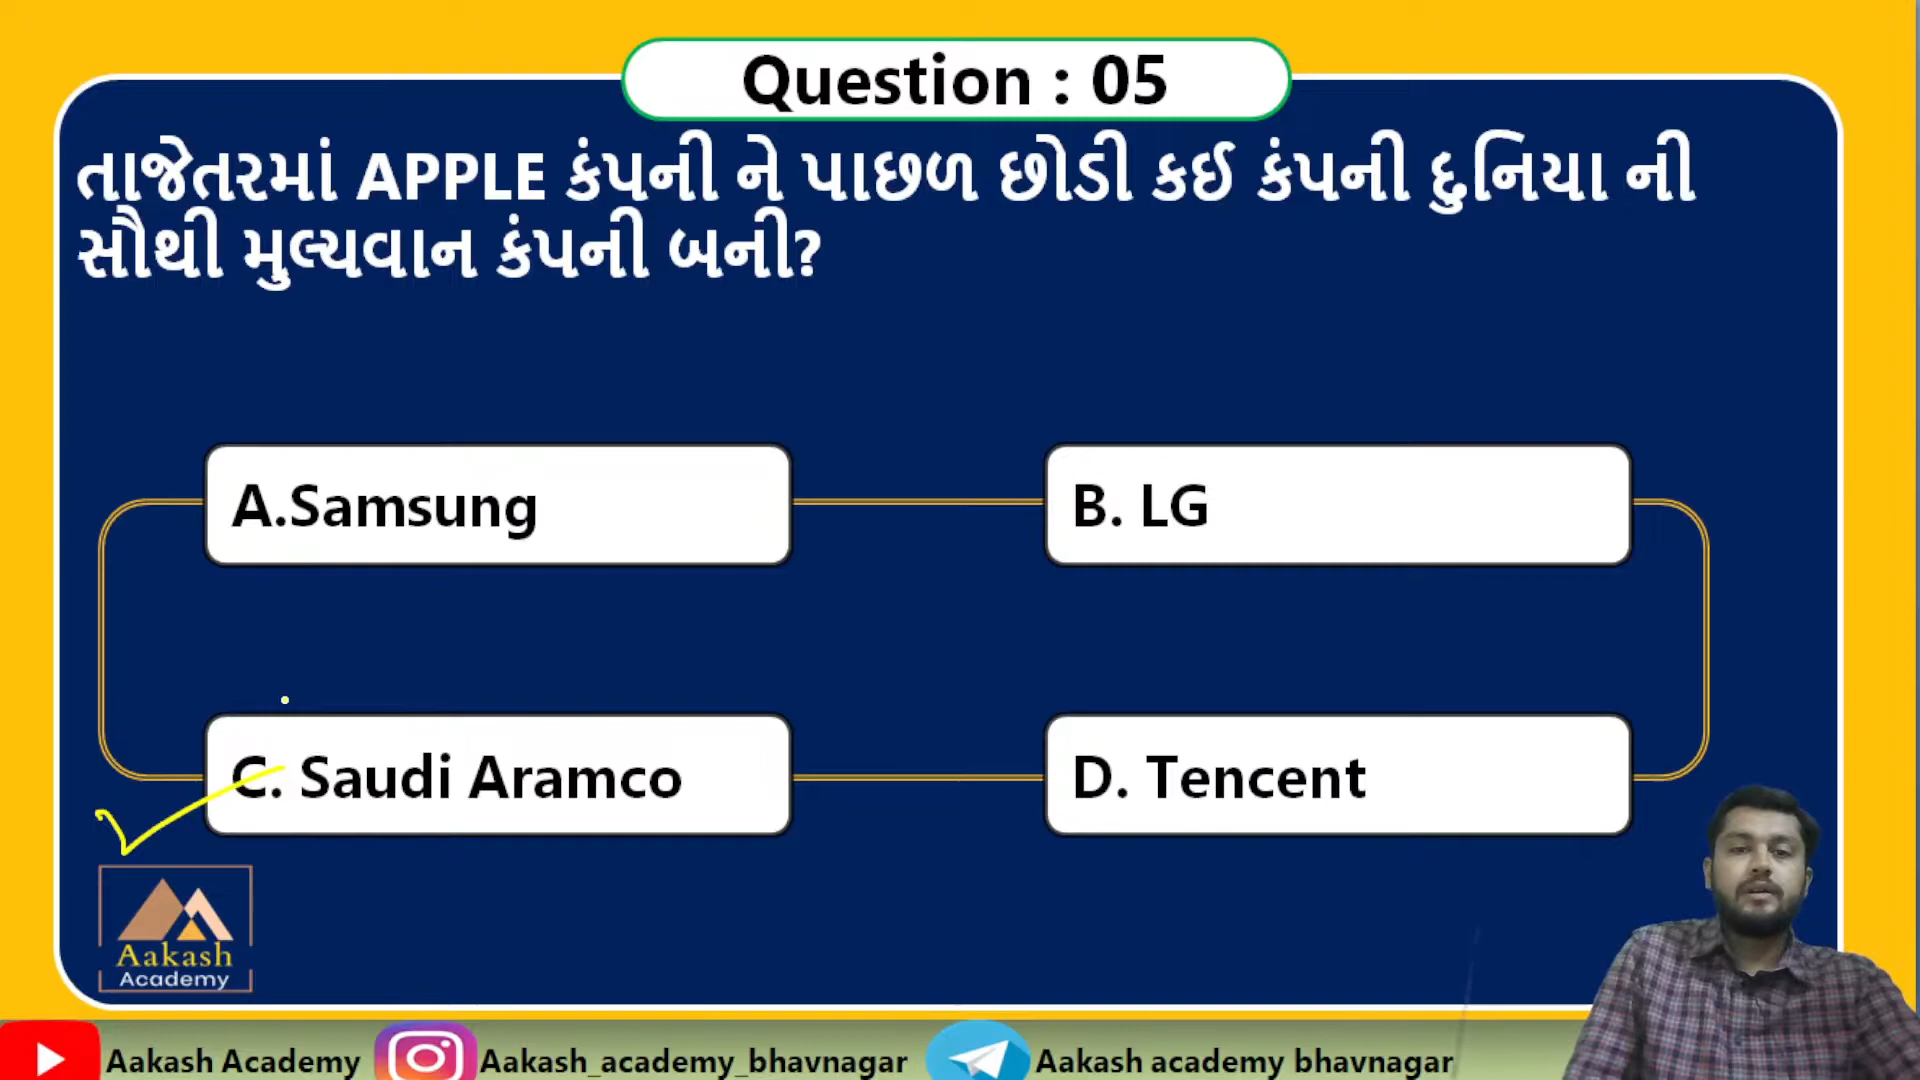 Question : 05
તાજેતરમાં APPLE કંપની ને પાછળ છોડી કઈ કંપની દુનિયા ની
સૌથી મુલ્યવાન કંપની બની?
A.Samsung
B. LG
C. Saudi Aramco
D. Tencent
Aakash
Academy
Aakash Academy
Aakash_academy_bhavnagar
Aakash academy bhavnagar